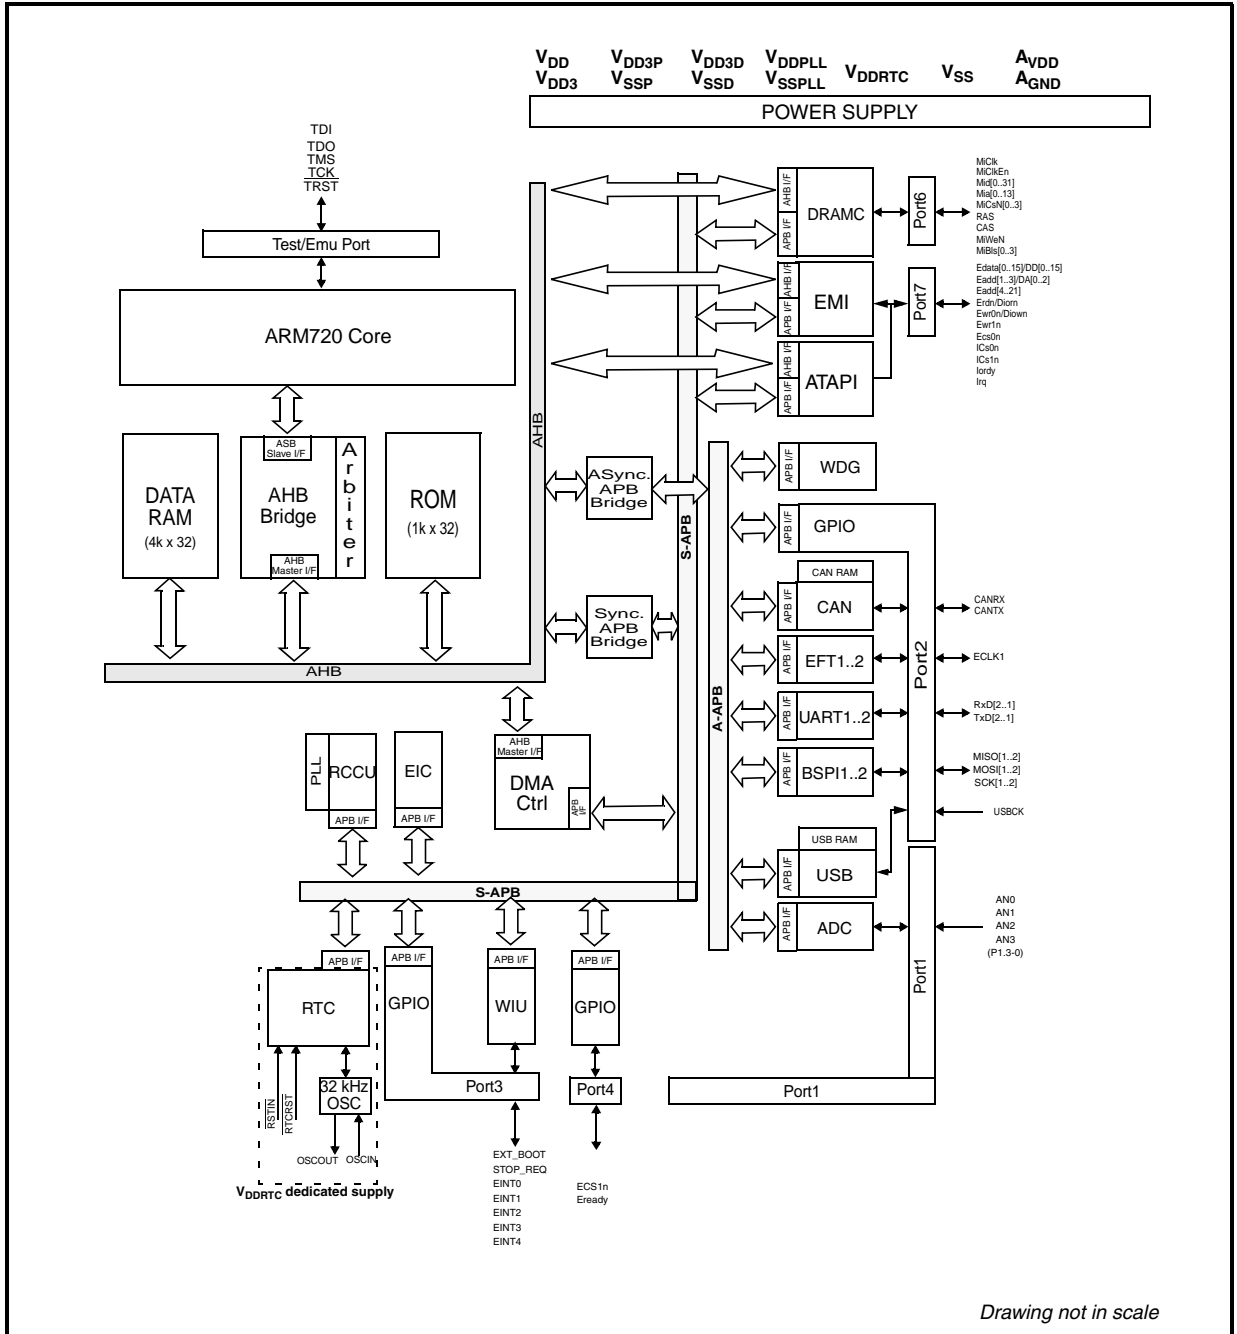 VDD VDD3P VDD3D VDDPLL VDDRTC VSS AVDD
VDD3 VSSP VSSD VSSPLL AGND
POWER SUPPLY
TDI
TDO
TMS
TCK
TRST
Test/Emu Port
ARM720 Core
DATA
RAM
(4k x 32)
ASB
Slave I/F
AHB
Bridge
AHB
Master I/F
Arbiter
ROM
(1k x 32)
AHB
AHB
ASync.
APB
Bridge
Sync.
APB
Bridge
S-APB
A-APB
AHB I/F
APB I/F
DRAMC
Port6
MiClk
MiClkEn
Mid[0..31]
Mia[0..13]
MiCsN[0..3]
RAS
CAS
MiWeN
MiBls[0..3]
AHB I/F
APB I/F
EMI
Port7
Edata[0..15]/DD[0..15]
Eadd[1..3]/DA[0..2]
Eadd[4..21]
Erdn/Diorn
Ewr0n/Diown
Ewr1n
Ecs0n
ICs0n
ICs1n
Iordy
Irq
AHB I/F
APB I/F
ATAPI
APB I/F
WDG
APB I/F
GPIO
CAN RAM
APB I/F
CAN
CANRX
CANTX
APB I/F
EFT1..2
Port2
ECLK1
APB I/F
UART1..2
RxD[2..1]
TxD[2..1]
APB I/F
BSPI1..2
MISO[1..2]
MOSI[1..2]
SCK[1..2]
USBCK
USB RAM
APB I/F
USB
APB I/F
ADC
AN0
AN1
AN2
AN3
(P1.3-0)
Port1
Port1
PLL
RCCU
APB I/F
EIC
APB I/F
AHB
Master I/F
DMA
Ctrl
APB
I/F
S-APB
APB I/F
RTC
APB I/F
GPIO
APB I/F
WIU
APB I/F
GPIO
Port3
Port4
RSTIN
RTCRST
32 kHz
OSC
OSCOUT OSCIN
VDDRTC dedicated supply
EXT_BOOT
STOP_REQ
EINT0
EINT1
EINT2
EINT3
EINT4
ECS1n
Eready
Drawing not in scale